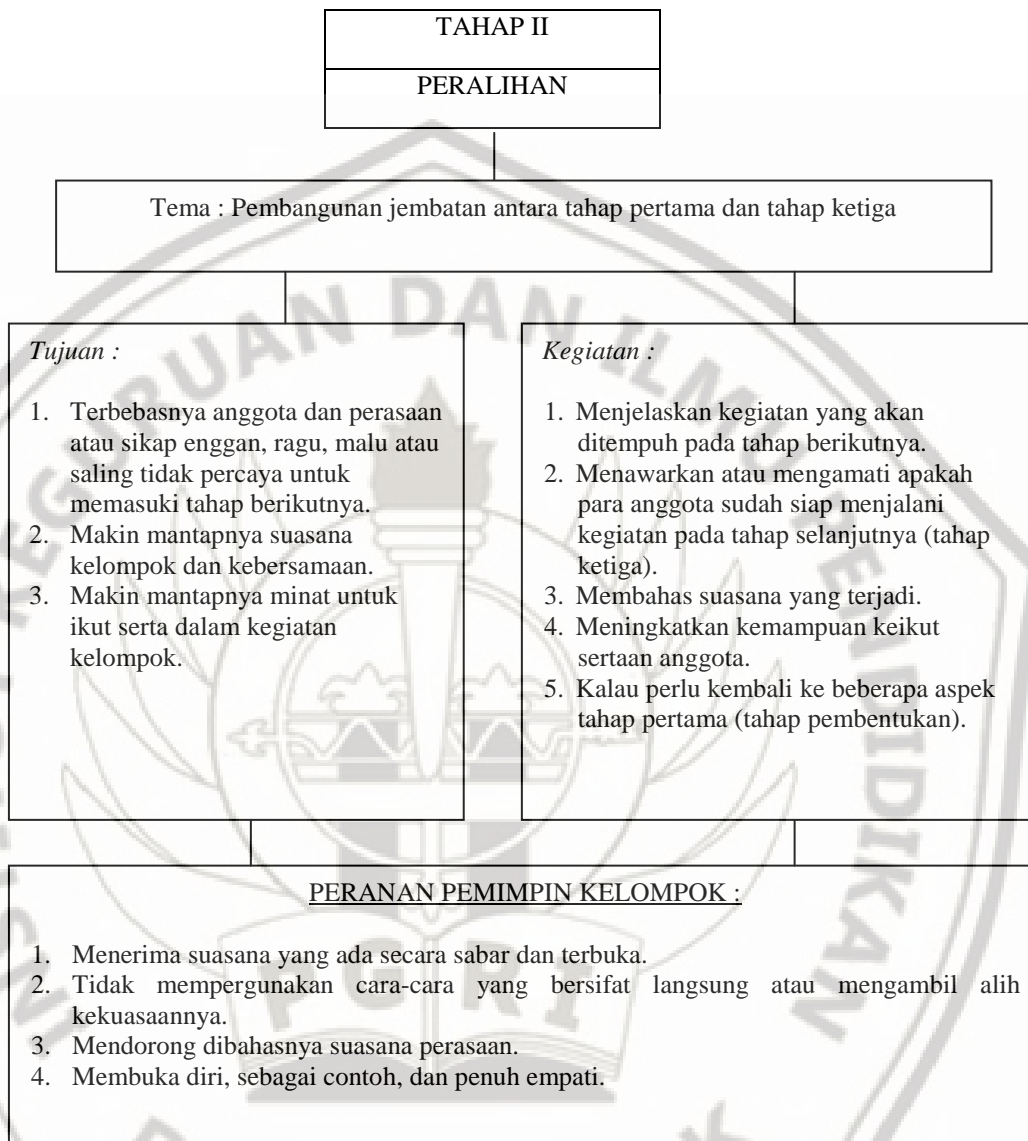 TAHAP II
PERALIHAN
Tema : Pembangunan jembatan antara tahap pertama dan tahap ketiga
Tujuan :
1. Terbebasnya anggota dan perasaan
atau sikap enggan, ragu, malu atau
saling tidak percaya untuk
memasuki tahap berikutnya.
2. Makin mantapnya suasana
kelompok dan kebersamaan.
3. Makin mantapnya minat untuk
ikut serta dalam kegiatan
kelompok.
Kegiatan :
1. Menjelaskan kegiatan yang akan
ditempuh pada tahap berikutnya.
2. Menawarkan atau mengamati apakah
para anggota sudah siap menjalani
kegiatan pada tahap selanjutnya (tahap
ketiga).
3. Membahas suasana yang terjadi.
4. Meningkatkan kemampuan keikut
sertaan anggota.
5. Kalau perlu kembali ke beberapa aspek
tahap pertama (tahap pembentukan).
PERANAN PEMIMPIN KELOMPOK :
1. Menerima suasana yang ada secara sabar dan terbuka.
2. Tidak mempergunakan cara-cara yang bersifat langsung atau mengambil alih
kekuasaannya.
3. Mendorong dibahasnya suasana perasaan.
4. Membuka diri, sebagai contoh, dan penuh empati.
KEGURUAN DAN ILMU PENDIDIKAN
PGRI